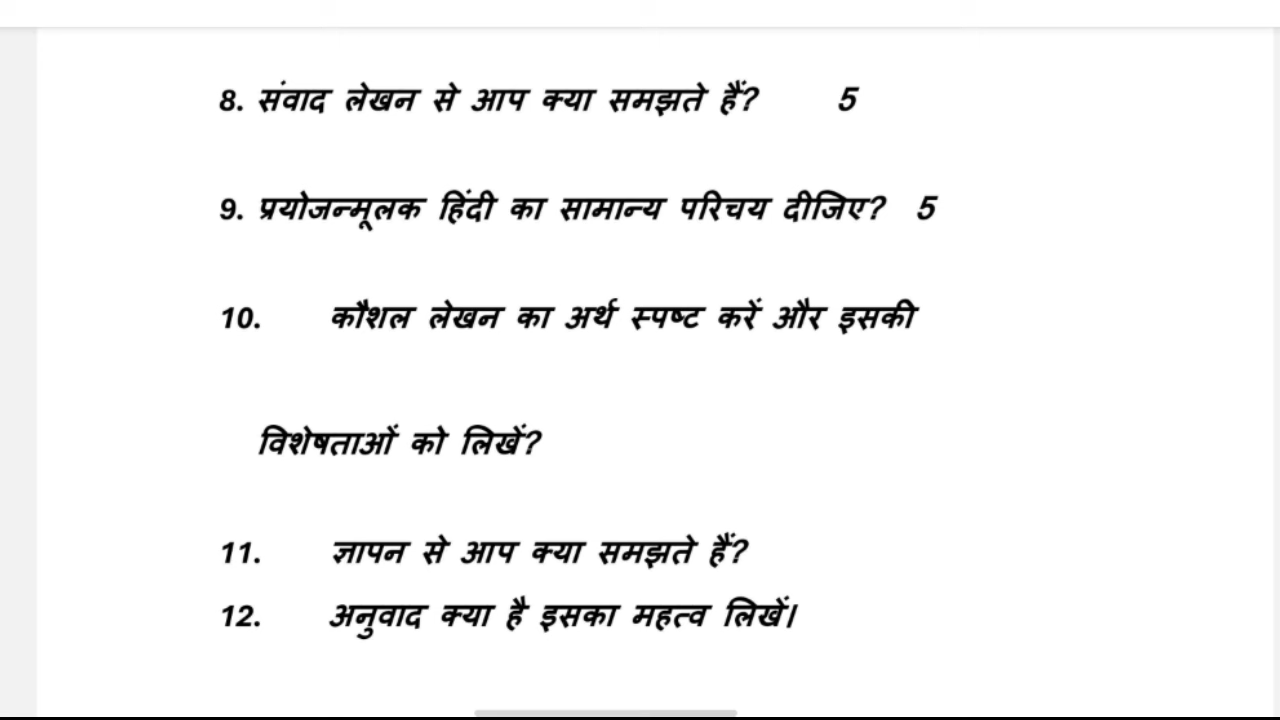 8. संवाद लेखन से आप क्या समझते हैं? 5
9. प्रयोजन्मूलक हिंदी का सामान्य परिचय दीजिए? 5
10. कौशल लेखन का अर्थ स्पष्ट करें और इसकी
विशेषताओं को लिखें?
11. ज्ञापन से आप क्या समझते हैं?
12. अनुवाद क्या है इसका महत्व लिखें।